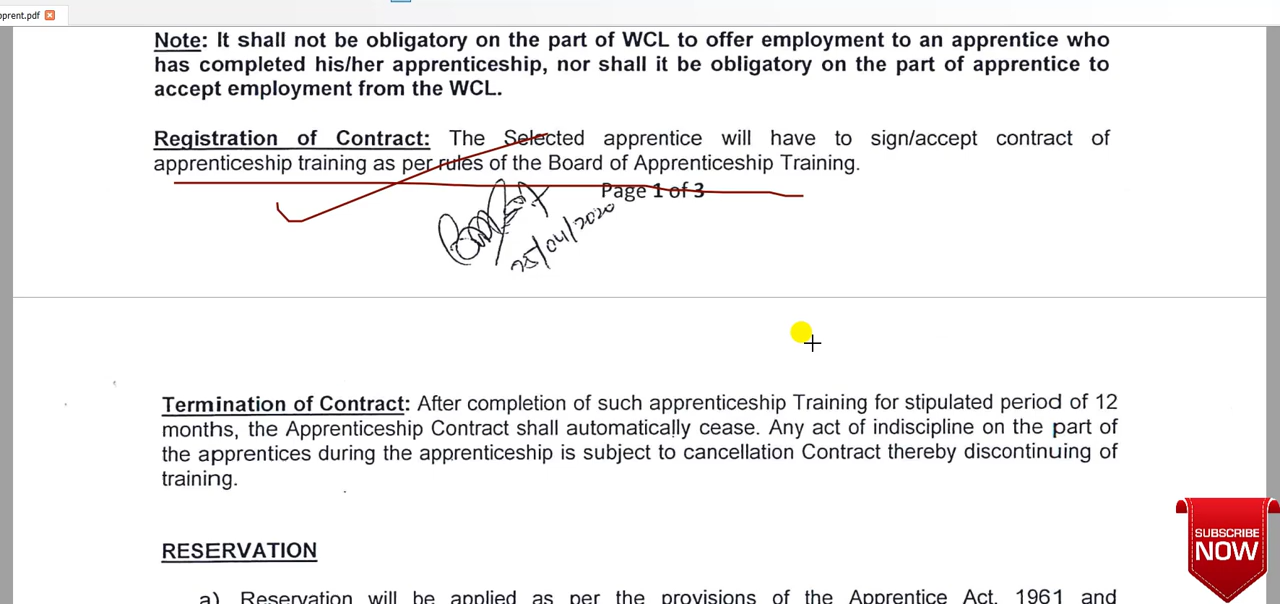 pprent.pdf
Note: It shall not be obligatory on the part of WCL to offer employment to an apprentice who
has completed his/her apprenticeship, nor shall it be obligatory on the part of apprentice to
accept employment from the WCL.
Registration of Contract: The Selected apprentice will have to sign/accept contract of
apprenticeship training as per rules of the Board of Apprenticeship Training.
Page 1 of 3
25/04/2020
Termination of Contract: After completion of such apprenticeship Training for stipulated period of 12
months, the Apprenticeship Contract shall automatically cease. Any act of indiscipline on the part of
the apprentices during the apprenticeship is subject to cancellation Contract thereby discontinuing of
training.
SUBSCRIBE
NOW
RESERVATION
a) Reservation will be applied as per the provisions of the Apprentice Act, 1961 and